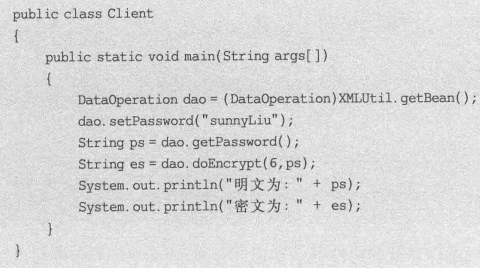 public class Client
{
public static void main(String args[])
{
DataOperation dao = (DataOperation)XMLUtil.getBean();
dao.setPassword("sunnyLiu");
String ps = dao.getPassword();
String es = dao.doEncrypt(6,ps);
System.out.println("明文为:" + ps);
System.out.println("密文为:" + es);
}
}